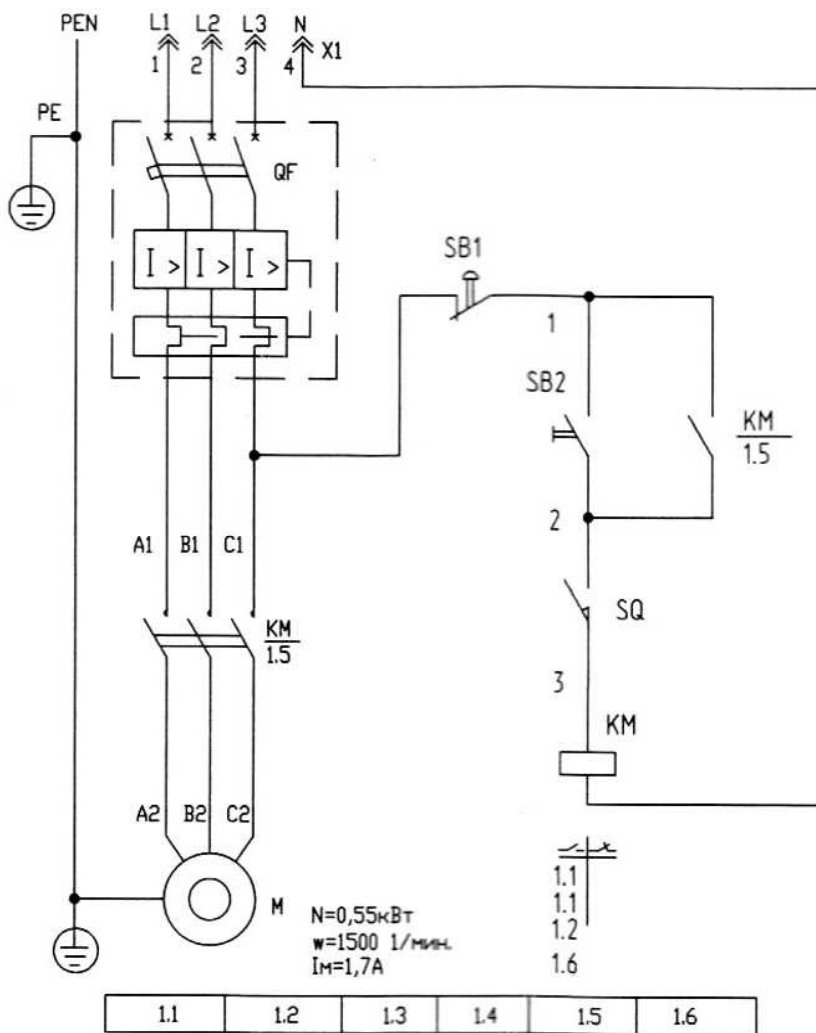 PEN L1 L2 L3 N
1 2 3 4 X1
PE
QF
I > I > I >
SB1
1
SB2
KM
1.5
2
A1 B1 C1
SQ
KM
1.5
3
KM
A2 B2 C2
M
N=0,55кВт
w=1500 1/мин.
Iм=1,7А
1.1
1.1
1.2
1.6
1.1 1.2 1.3 1.4 1.5 1.6